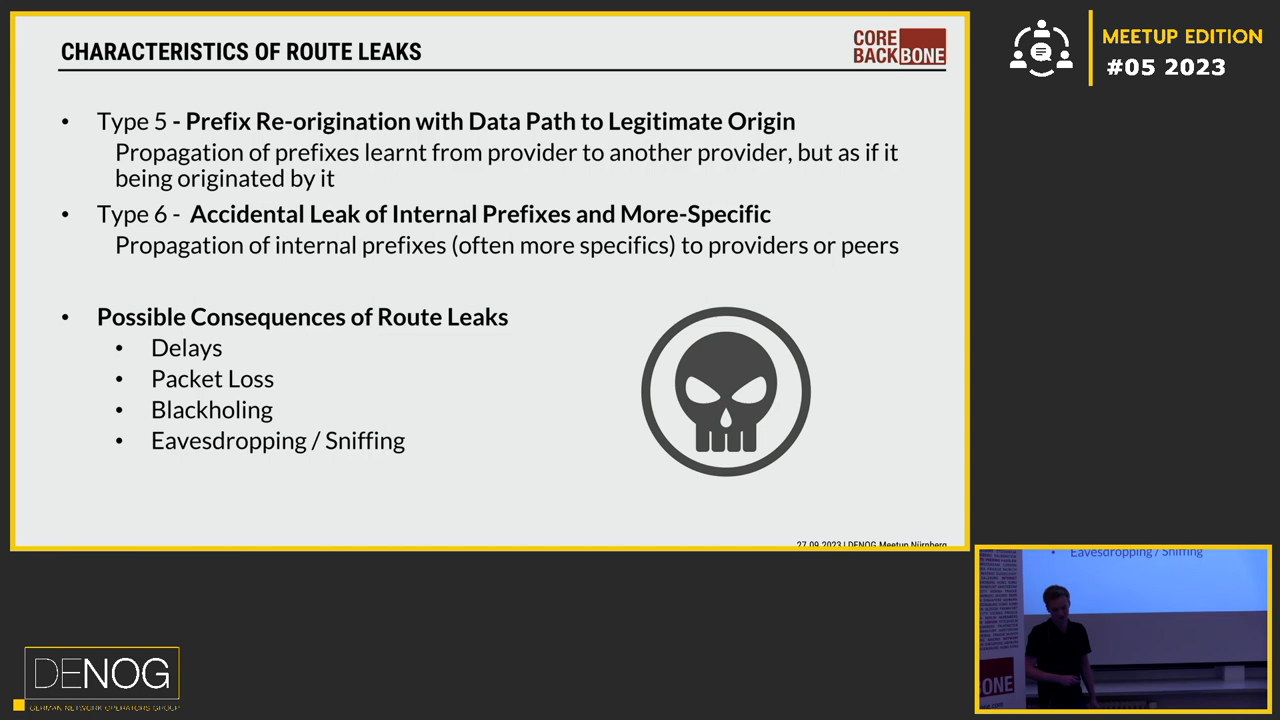 CHARACTERISTICS OF ROUTE LEAKS
CORE
BACKBONE
MEETUP EDITION
#05 2023
• Type 5 - Prefix Re-origination with Data Path to Legitimate Origin
Propagation of prefixes learnt from provider to another provider, but as if it
being originated by it
• Type 6 - Accidental Leak of Internal Prefixes and More-Specific
Propagation of internal prefixes (often more specifics) to providers or peers
• Possible Consequences of Route Leaks
• Delays
• Packet Loss
• Blackholing
• Eavesdropping / Sniffing
27.09.2023 | DENOG Meetup Nürnberg
• Eavesdropping / Sniffing
ONE
DENOG
GERMAN NETWORK OPERATORS GROUP